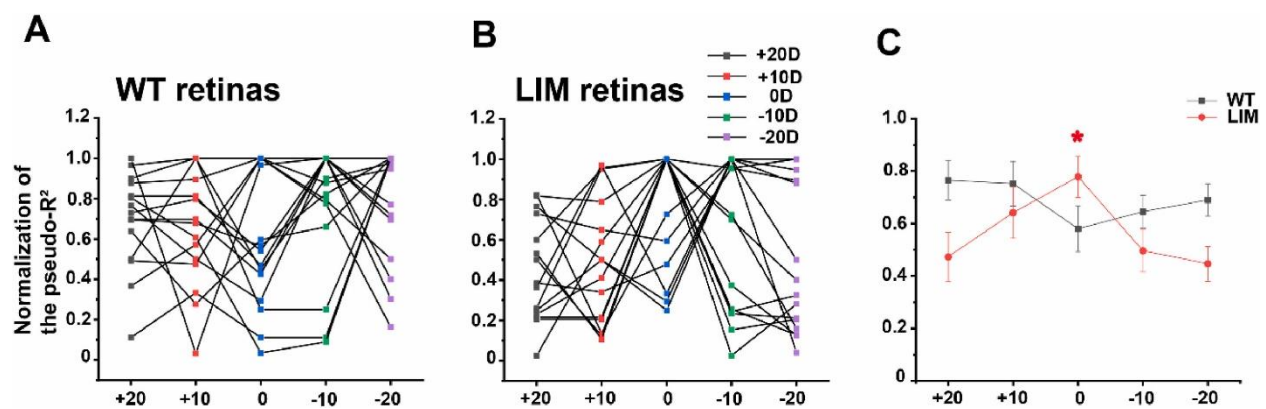 A
WT retinas
Normalization of
the pseudo-R²
1.2
1.0
0.8
0.6
0.4
0.2
0
+20
+10
0
-10
-20
B
LIM retinas
+20D
+10D
0D
-10D
-20D
1.2
1.0
0.8
0.6
0.4
0.2
0
+20
+10
0
-10
-20
C
WT
LIM
*
1.0
0.8
0.6
0.4
0.2
0
+20
+10
0
-10
-20